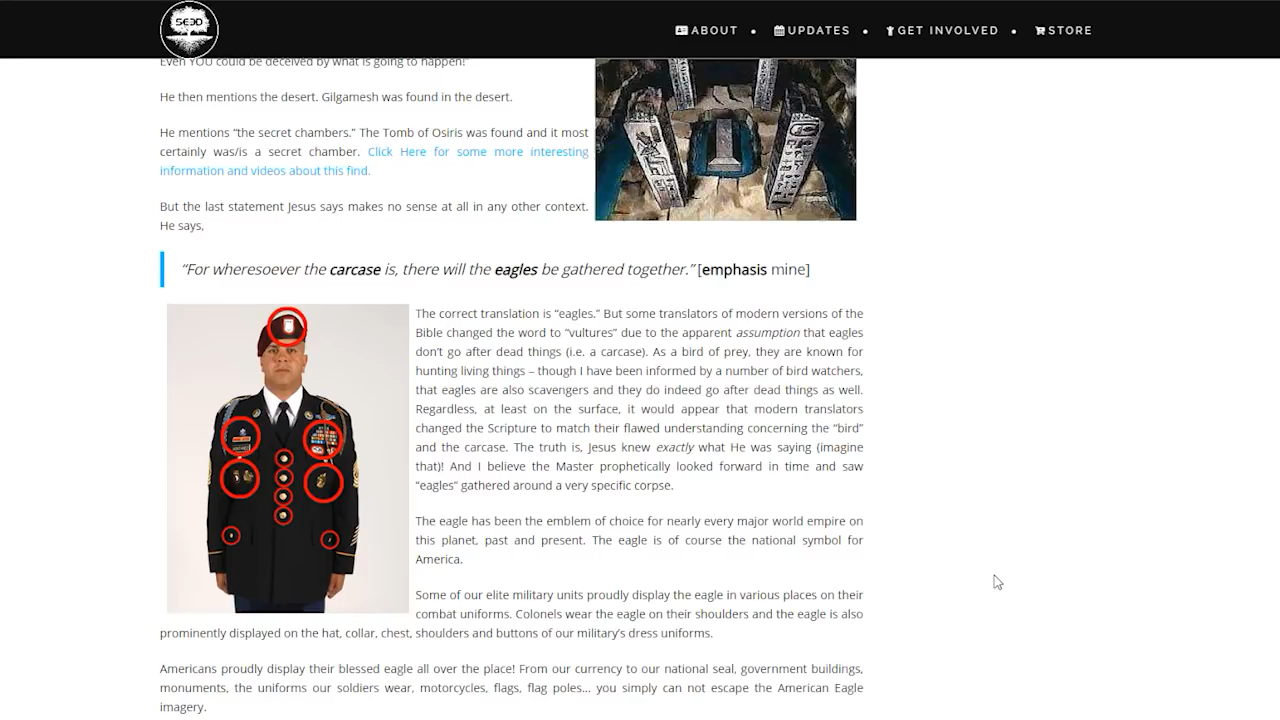 SEED
ABOUT • UPDATES • GET INVOLVED • STORE
Even YOU could be deceived by what is going to happen!”
He then mentions the desert. Gilgamesh was found in the desert.
He mentions “the secret chambers.” The Tomb of Osiris was found and it most
certainly was/is a secret chamber. Click Here for some more interesting
information and videos about this find.
But the last statement Jesus says makes no sense at all in any other context.
He says,
“For wheresoever the carcase is, there will the eagles be gathered together.” [emphasis mine]
The correct translation is “eagles.” But some translators of modern versions of the
Bible changed the word to “vultures” due to the apparent assumption that eagles
don’t go after dead things (i.e. a carcase). As a bird of prey, they are known for
hunting living things – though I have been informed by a number of bird watchers,
that eagles are also scavengers and they do indeed go after dead things as well.
Regardless, at least on the surface, it would appear that modern translators
changed the Scripture to match their flawed understanding concerning the “bird”
and the carcase. The truth is, Jesus knew exactly what He was saying (imagine
that)! And I believe the Master prophetically looked forward in time and saw
“eagles” gathered around a very specific corpse.
The eagle has been the emblem of choice for nearly every major world empire on
this planet, past and present. The eagle is of course the national symbol for
America.
Some of our elite military units proudly display the eagle in various places on their
combat uniforms. Colonels wear the eagle on their shoulders and the eagle is also
prominently displayed on the hat, collar, chest, shoulders and buttons of our military’s dress uniforms.
Americans proudly display their blessed eagle all over the place! From our currency to our national seal, government buildings,
monuments, the uniforms our soldiers wear, motorcycles, flags, flag poles… you simply can not escape the American Eagle
imagery.